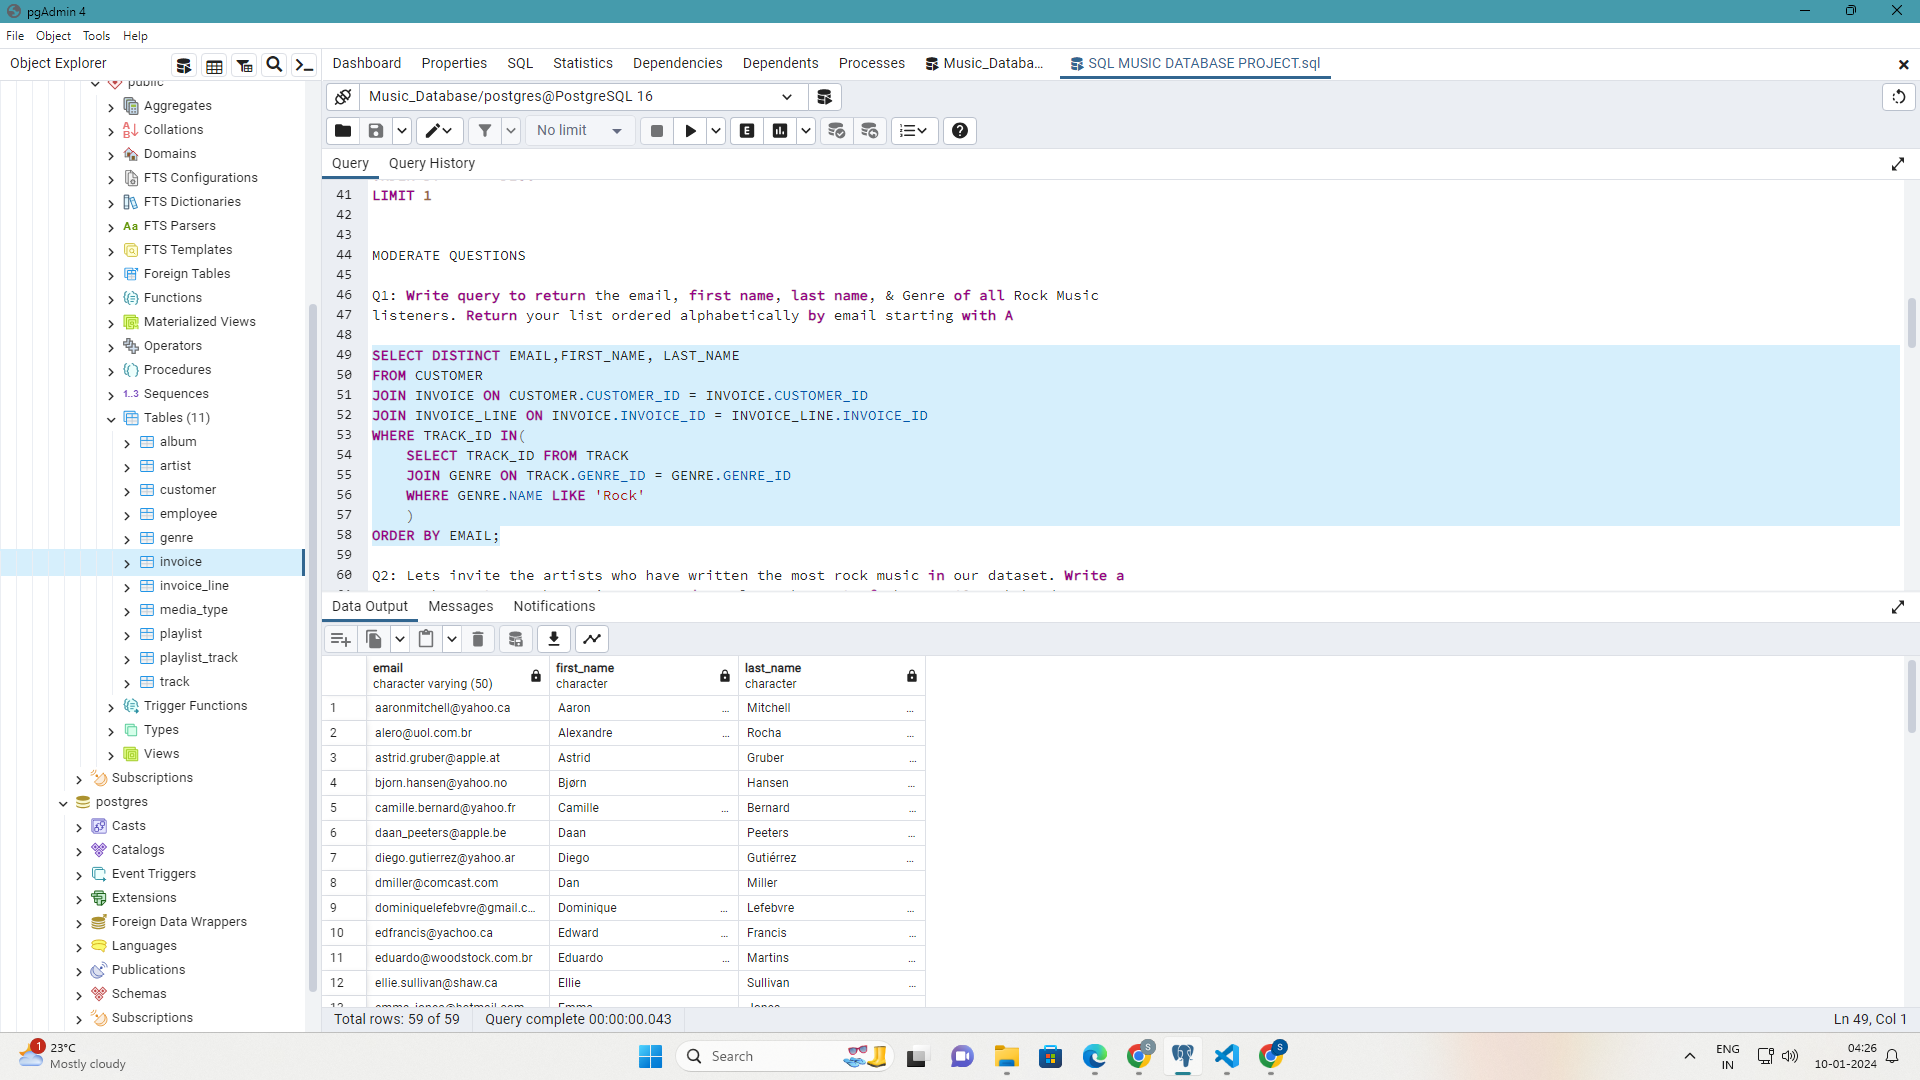 pgAdmin 4
File Object Tools Help
Object Explorer
Dashboard Properties SQL Statistics Dependencies Dependents Processes Music_Databa... SQL MUSIC DATABASE PROJECT.sql
public
Aggregates
Collations
Domains
FTS Configurations
FTS Dictionaries
FTS Parsers
FTS Templates
Foreign Tables
Functions
Materialized Views
Operators
Procedures
Sequences
Tables (11)
album
artist
customer
employee
genre
invoice
invoice_line
media_type
playlist
playlist_track
track
Trigger Functions
Types
Views
Subscriptions
postgres
Casts
Catalogs
Event Triggers
Extensions
Foreign Data Wrappers
Languages
Publications
Schemas
Subscriptions
Music_Database/postgres@PostgreSQL 16
No limit
Query Query History
41 LIMIT 1
42
43
44 MODERATE QUESTIONS
45
46 Q1: Write query to return the email, first name, last name, & Genre of all Rock Music
47 listeners. Return your list ordered alphabetically by email starting with A
48
49 SELECT DISTINCT EMAIL,FIRST_NAME, LAST_NAME
50 FROM CUSTOMER
51 JOIN INVOICE ON CUSTOMER.CUSTOMER_ID = INVOICE.CUSTOMER_ID
52 JOIN INVOICE_LINE ON INVOICE.INVOICE_ID = INVOICE_LINE.INVOICE_ID
53 WHERE TRACK_ID IN(
54 SELECT TRACK_ID FROM TRACK
55 JOIN GENRE ON TRACK.GENRE_ID = GENRE.GENRE_ID
56 WHERE GENRE.NAME LIKE 'Rock'
57 )
58 ORDER BY EMAIL;
59
60 Q2: Lets invite the artists who have written the most rock music in our dataset. Write a
Data Output Messages Notifications
email first_name last_name
character varying (50) character character
1 aaronmitchell@yahoo.ca Aaron ... Mitchell ...
2 alero@uol.com.br Alexandre ... Rocha ...
3 astrid.gruber@apple.at Astrid Gruber ...
4 bjorn.hansen@yahoo.no Bjørn Hansen ...
5 camille.bernard@yahoo.fr Camille ... Bernard ...
6 daan_peeters@apple.be Daan Peeters ...
7 diego.gutierrez@yahoo.ar Diego Gutiérrez ...
8 dmiller@comcast.com Dan Miller
9 dominiquelefebvre@gmail.c... Dominique ... Lefebvre ...
10 edfrancis@yachoo.ca Edward ... Francis ...
11 eduardo@woodstock.com.br Eduardo ... Martins ...
12 ellie.sullivan@shaw.ca Ellie Sullivan ...
Total rows: 59 of 59 Query complete 00:00:00.043 Ln 49, Col 1
1
23°C
Mostly cloudy
Search
S
S
ENG
IN
04:26
10-01-2024